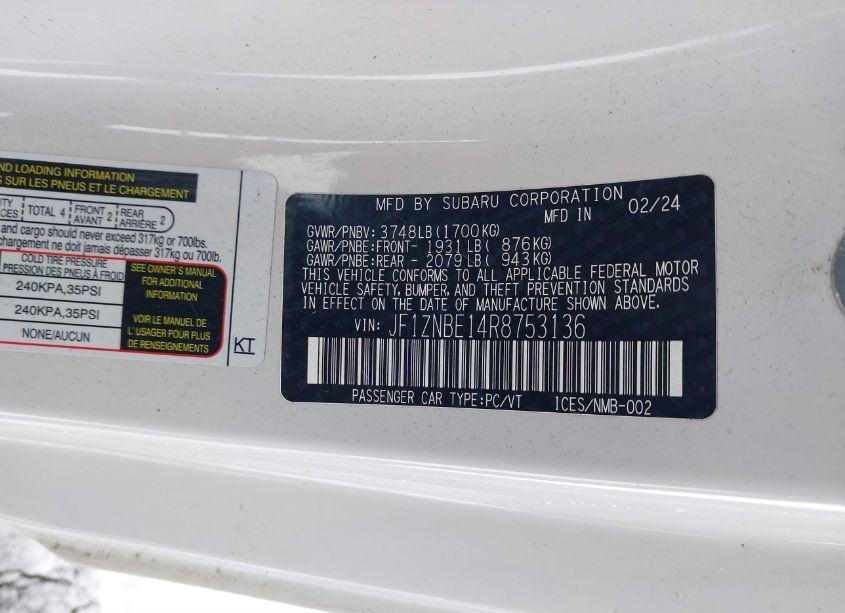 ND LOADING INFORMATION
S SUR LES PNEUS ET LE CHARGEMENT
TOTAL 4 FRONT AVANT 2 REAR ARRIÈRE 2
and cargo should never exceed 317kg or 700lbs.
chargement ne doit jamais dépasser 317kg ou 700lb.
COLD TIRE PRESSURE
PRESSION DES PNEUS À FROID
240KPA,35PSI
240KPA,35PSI
NONE/AUCUN
SEE OWNER'S MANUAL
FOR ADDITIONAL
INFORMATION
VOIR LE MANUEL DE
L' USAGER POUR PLUS
DE RENSEIGNEMENTS
KT
MFD BY SUBARU CORPORATION
MFD IN 02/24
GVWR/PNBV: 3748LB(1700KG)
GAWR/PNBE:FRONT- 1931LB( 876KG)
GAWR/PNBE:REAR - 2079LB( 943KG)
THIS VEHICLE CONFORMS TO ALL APPLICABLE FEDERAL MOTOR
VEHICLE SAFETY, BUMPER, AND THEFT PREVENTION STANDARDS
IN EFFECT ON THE DATE OF MANUFACTURE SHOWN ABOVE.
VIN: JF1ZNBE14R8753136
PASSENGER CAR TYPE:PC/VT ICES/NMB-002